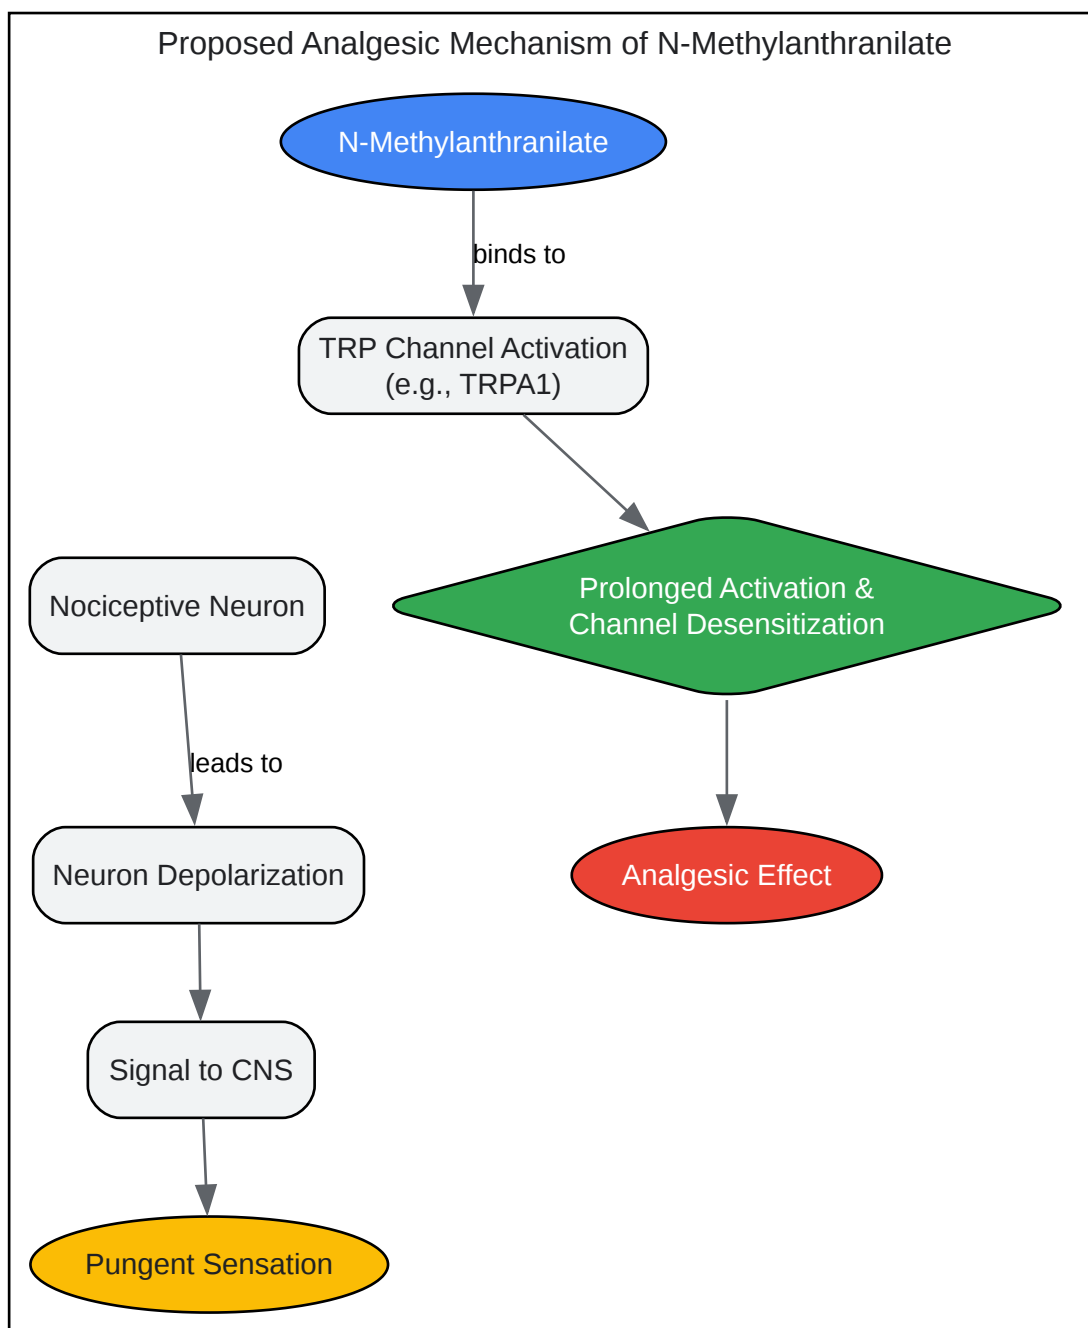 Proposed Analgesic Mechanism of N-Methylanthranilate
N-Methylanthranilate
binds to
TRP Channel Activation
(e.g., TRPA1)
Prolonged Activation &
Channel Desensitization
Nociceptive Neuron
leads to
Neuron Depolarization
Analgesic Effect
Signal to CNS
Pungent Sensation